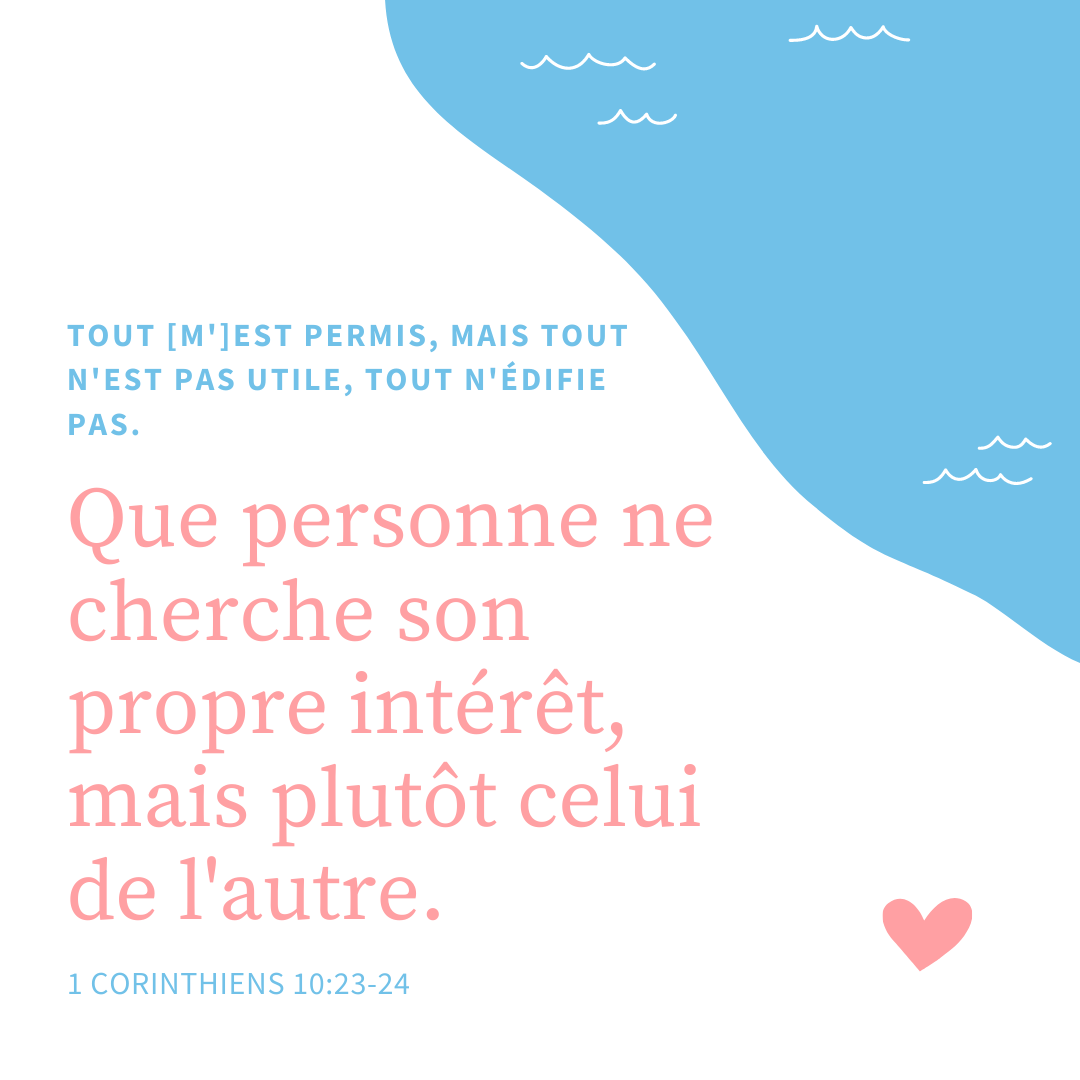 TOUT [M']EST PERMIS, MAIS TOUT
N'EST PAS UTILE, TOUT N'ÉDIFIE
PAS.
Que personne ne
cherche son
propre intérêt,
mais plutôt celui
de l'autre.
1 CORINTHIENS 10:23-24